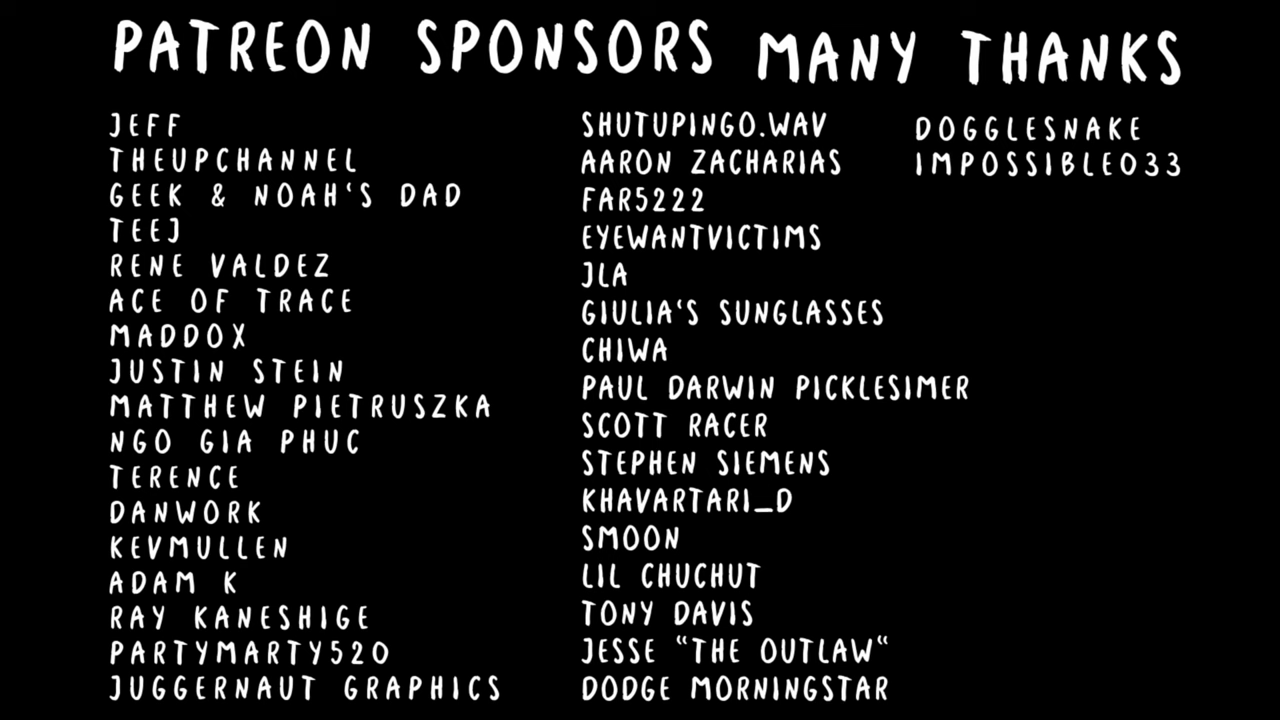 PATREON SPONSORS MANY THANKS
JEFF
THEUPCHANNEL
GEEK & NOAH'S DAD
TEEJ
RENE VALDEZ
ACE OF TRACE
MADDOX
JUSTIN STEIN
MATTHEW PIETRUSZKA
NGO GIA PHUC
TERENCE
DANWORK
KEVMULLEN
ADAM K
RAY KANESHIGE
PARTYMARTY520
JUGGERNAUT GRAPHICS
SHUTUPINGO.WAV
AARON ZACHARIAS
FAR5222
EYEWANTVICTIMS
JLA
GIULIA'S SUNGLASSES
CHIWA
PAUL DARWIN PICKLESIMER
SCOTT RACER
STEPHEN SIEMENS
KHAVARTARI_D
SMOON
LIL CHUCHUT
TONY DAVIS
JESSE "THE OUTLAW"
DODGE MORNINGSTAR
DOGGLESNAKE
IMPOSSIBLE033